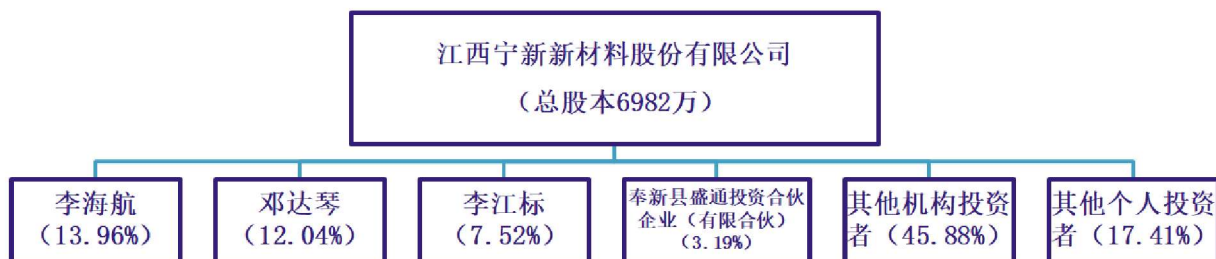 江西宁新新材料股份有限公司
（总股本6982万）
李海航
（13.96%）
邓达琴
（12.04%）
李江标
（7.52%）
奉新县盛通投资合伙
企业（有限合伙）
（3.19%）
其他机构投资
者（45.88%）
其他个人投资
者（17.41%）